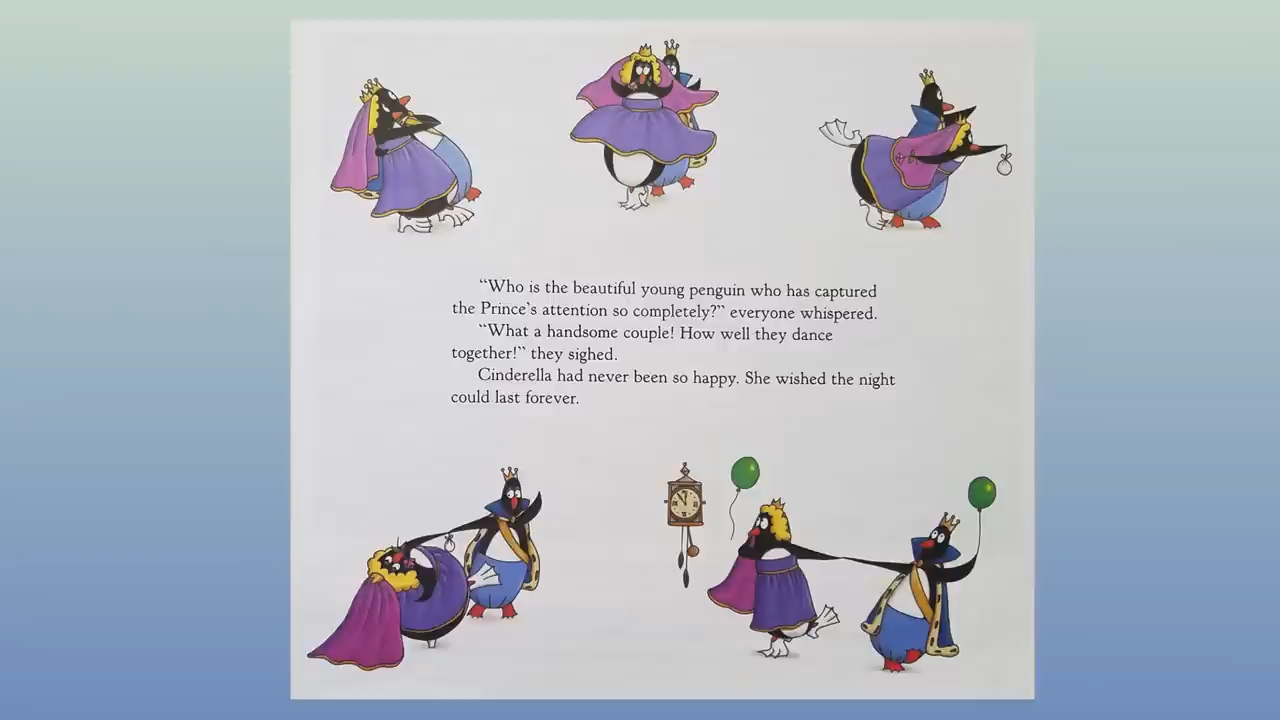 “Who is the beautiful young penguin who has captured
the Prince’s attention so completely?” everyone whispered.
“What a handsome couple! How well they dance
together!” they sighed.
Cinderella had never been so happy. She wished the night
could last forever.